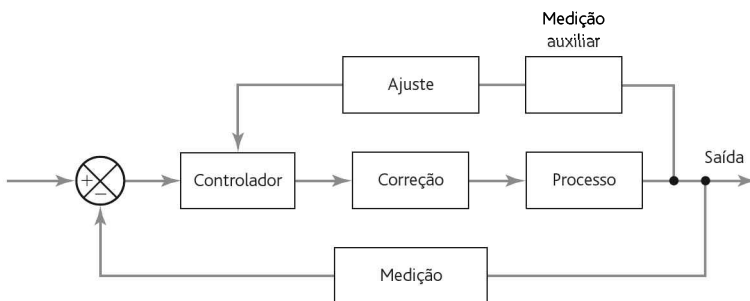 Medição
auxiliar
Ajuste
Saída
+
−
Controlador
Correção
Processo
Medição